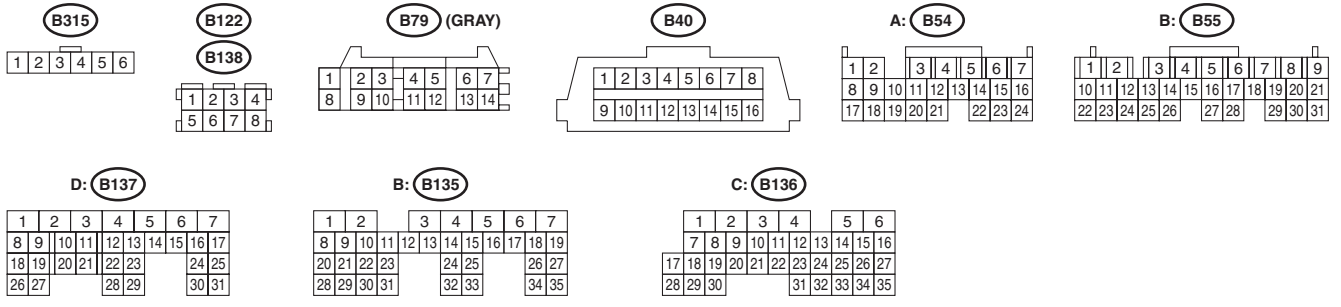 B315
1 2 3 4 5 6
B122
B138
1 2 3 4
5 6 7 8
B79 (GRAY)
1 2 3 4 5 6 7
8 9 10 11 12 13 14
B40
1 2 3 4 5 6 7 8
9 10 11 12 13 14 15 16
A: B54
1 2 3 4 5 6 7
8 9 10 11 12 13 14 15 16
17 18 19 20 21 22 23 24
B: B55
1 2 3 4 5 6 7 8 9
10 11 12 13 14 15 16 17 18 19 20 21
22 23 24 25 26 27 28 29 30 31
D: B137
1 2 3 4 5 6 7
8 9 10 11 12 13 14 15 16 17
18 19 20 21 22 23 24 25
26 27 28 29 30 31
B: B135
1 2 3 4 5 6 7
8 9 10 11 12 13 14 15 16 17 18 19
20 21 22 23 24 25 26 27
28 29 30 31 32 33 34 35
C: B136
1 2 3 4 5 6
7 8 9 10 11 12 13 14 15 16
17 18 19 20 21 22 23 24 25 26 27
28 29 30 31 32 33 34 35